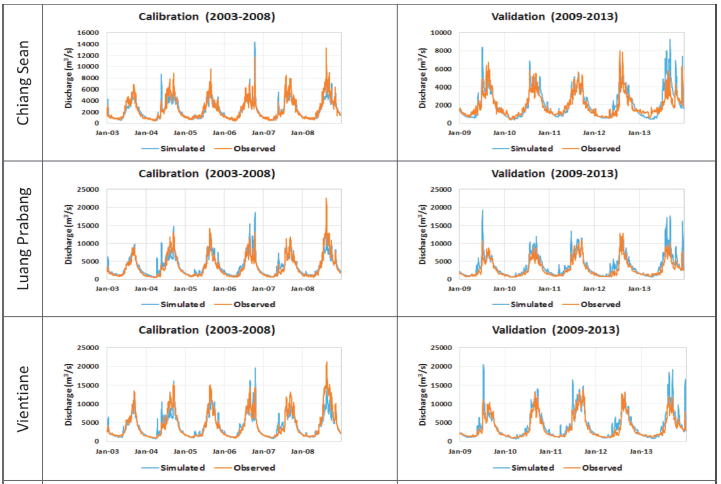 Chiang Sean
Calibration (2003-2008)
Discharge (m³/s)
16000
14000
12000
10000
8000
6000
4000
2000
0
Jan-03 Jan-04 Jan-05 Jan-06 Jan-07 Jan-08
Simulated Observed
Validation (2009-2013)
Discharge (m³/s)
10000
8000
6000
4000
2000
0
Jan-09 Jan-10 Jan-11 Jan-12 Jan-13
Simulated Observed
Luang Prabang
Calibration (2003-2008)
Discharge (m³/s)
25000
20000
15000
10000
5000
0
Jan-03 Jan-04 Jan-05 Jan-06 Jan-07 Jan-08
Simulated Observed
Validation (2009-2013)
Discharge (m³/s)
25000
20000
15000
10000
5000
0
Jan-09 Jan-10 Jan-11 Jan-12 Jan-13
Simulated Observed
Vientiane
Calibration (2003-2008)
Discharge(m³/s)
25000
20000
15000
10000
5000
0
Jan-03 Jan-04 Jan-05 Jan-06 Jan-07 Jan-08
Simulated Observed
Validation (2009-2013)
Discharge (m³/s)
25000
20000
15000
10000
5000
0
Jan-09 Jan-10 Jan-11 Jan-12 Jan-13
Simulated Observed